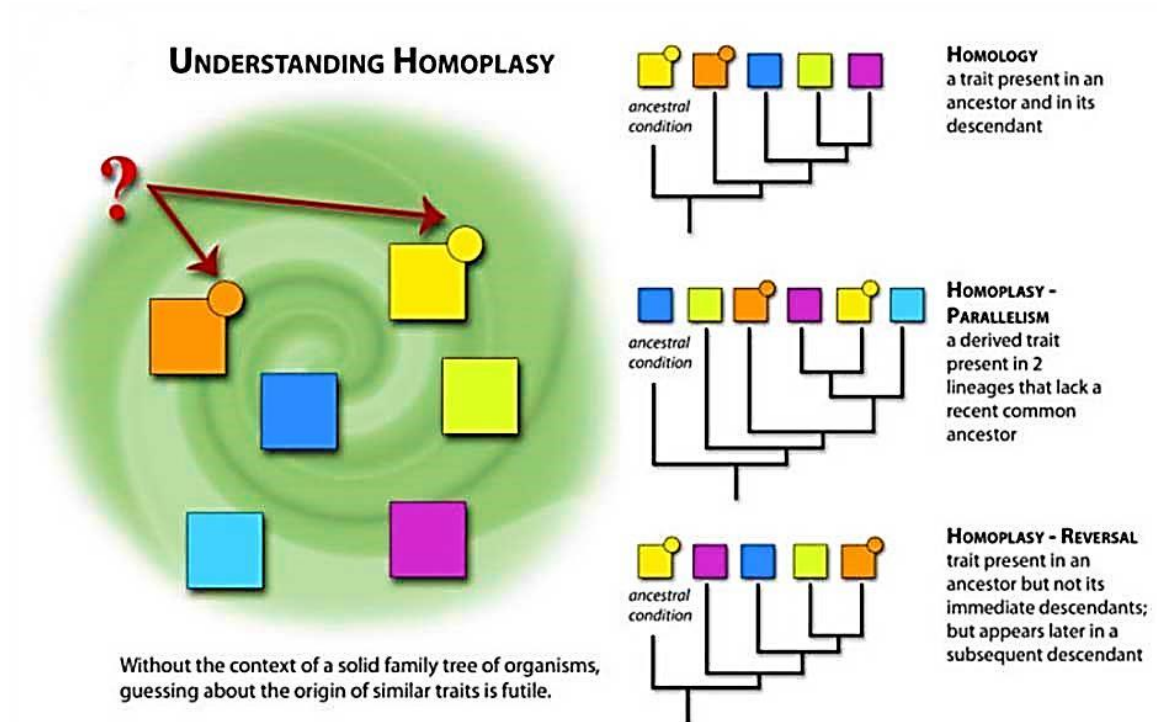 UNDERSTANDING HOMOPLASY
?
Without the context of a solid family tree of organisms,
guessing about the origin of similar traits is futile.
ancestral
condition
HOMOLOGY
a trait present in an
ancestor and in its
descendant
ancestral
condition
HOMOPLASY -
PARALLELISM
a derived trait
present in 2
lineages that lack a
recent common
ancestor
ancestral
condition
HOMOPLASY - REVERSAL
trait present in an
ancestor but not its
immediate descendants;
but appears later in a
subsequent descendant